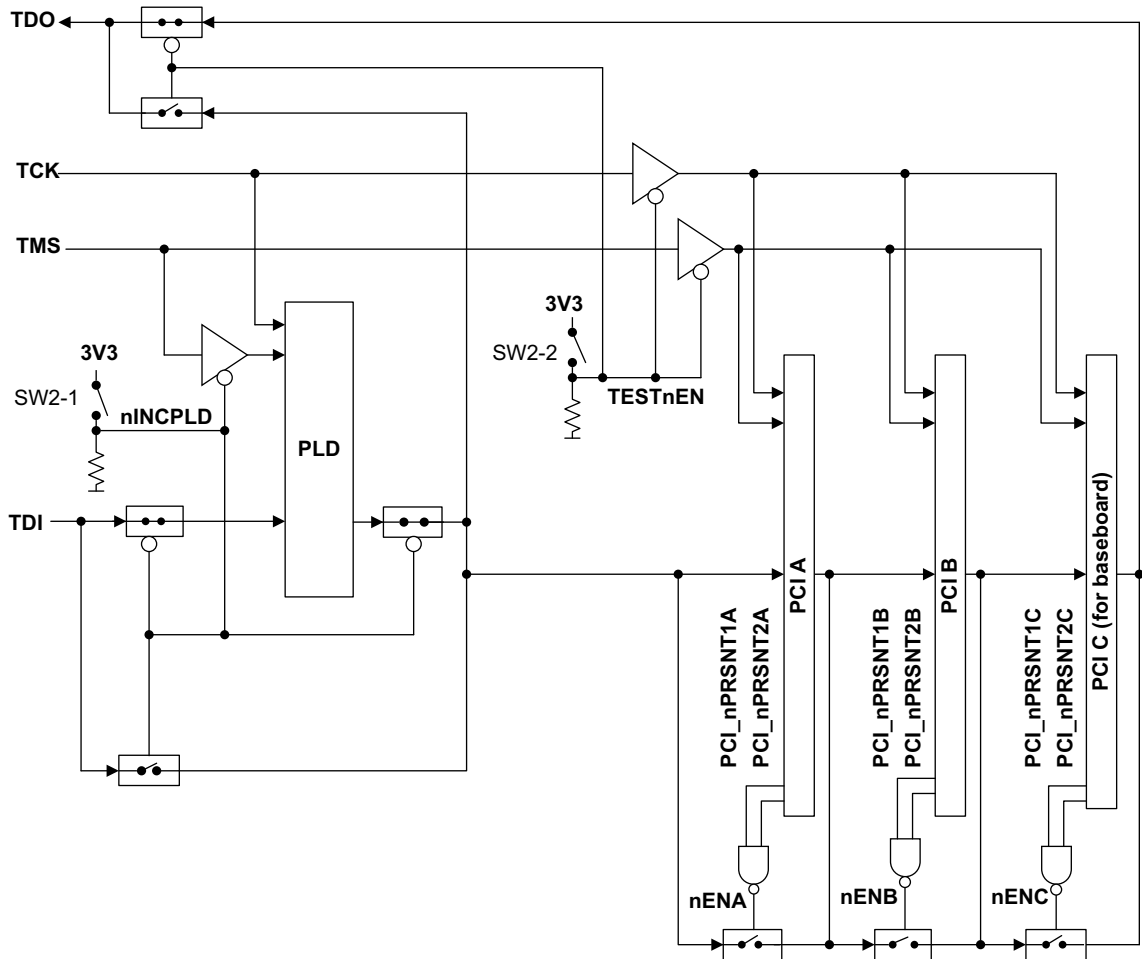 TDO
TCK
TMS
3V3
SW2-2
TESTnEN
3V3
SW2-1
nINCPLD
PLD
TDI
PCI A
PCI B
PCI C (for baseboard)
PCI_nPRSNT1A
PCI_nPRSNT2A
PCI_nPRSNT1B
PCI_nPRSNT2B
PCI_nPRSNT1C
PCI_nPRSNT2C
nENA
nENB
nENC